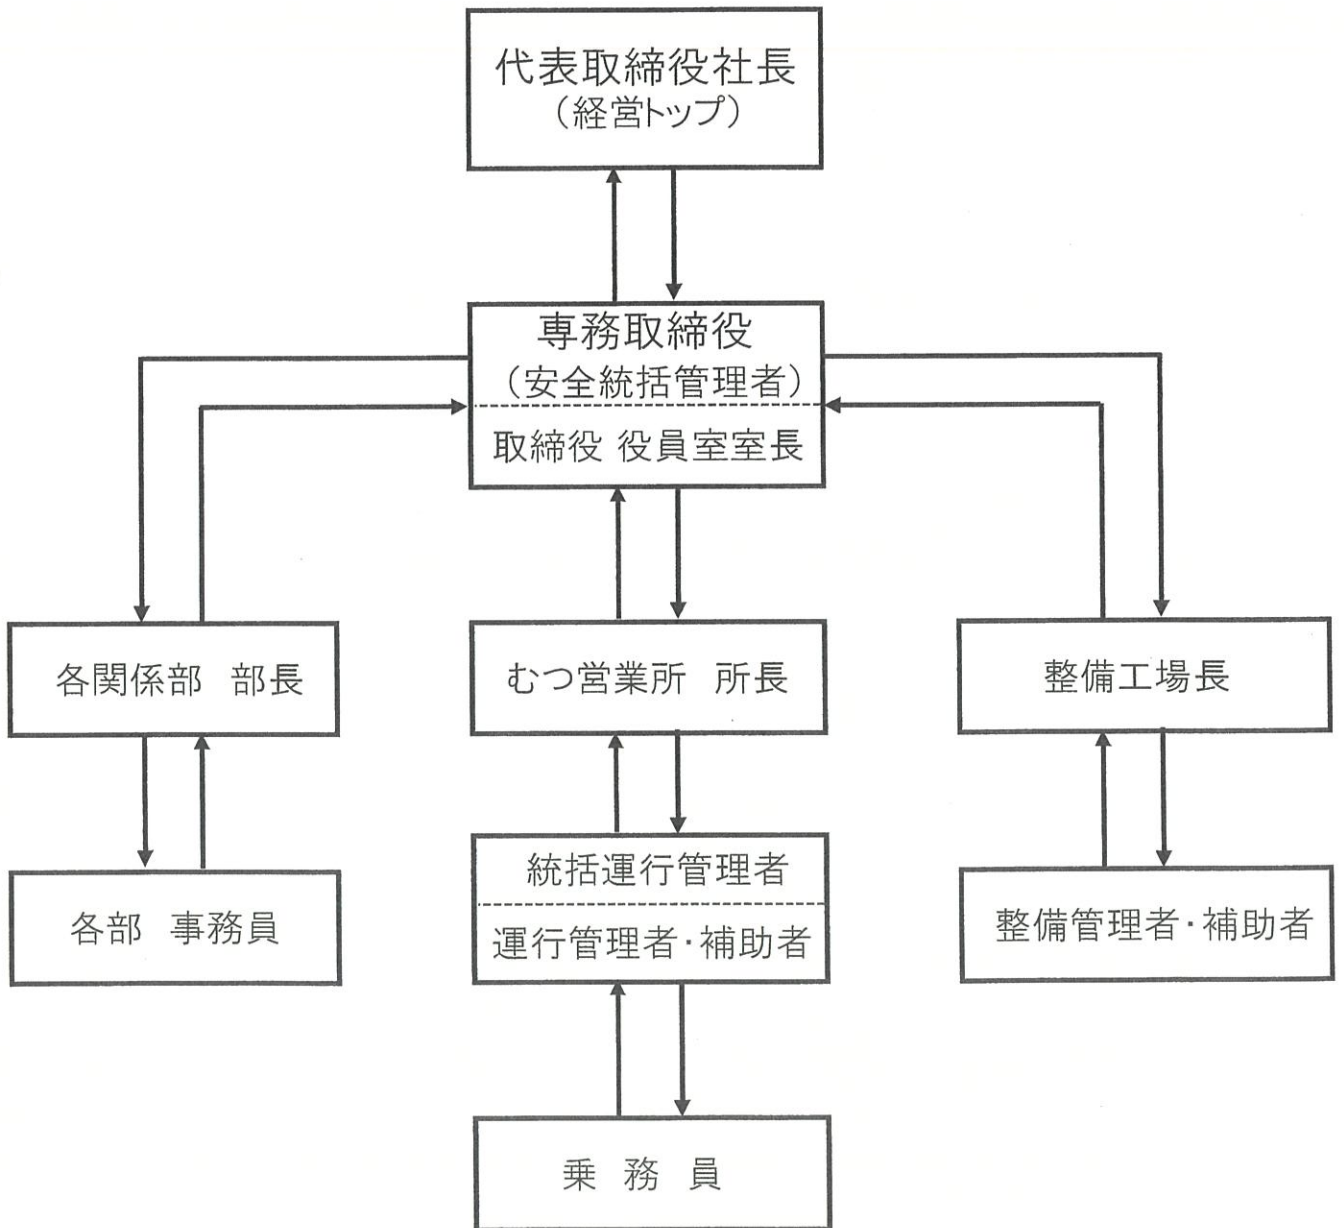 代表取締役社長
(経営トップ)
専務取締役
(安全統括管理者)
取締役 役員室室長
各関係部 部長
むつ営業所 所長
整備工場長
各部 事務員
統括運行管理者
運行管理者・補助者
整備管理者・補助者
乗 務 員